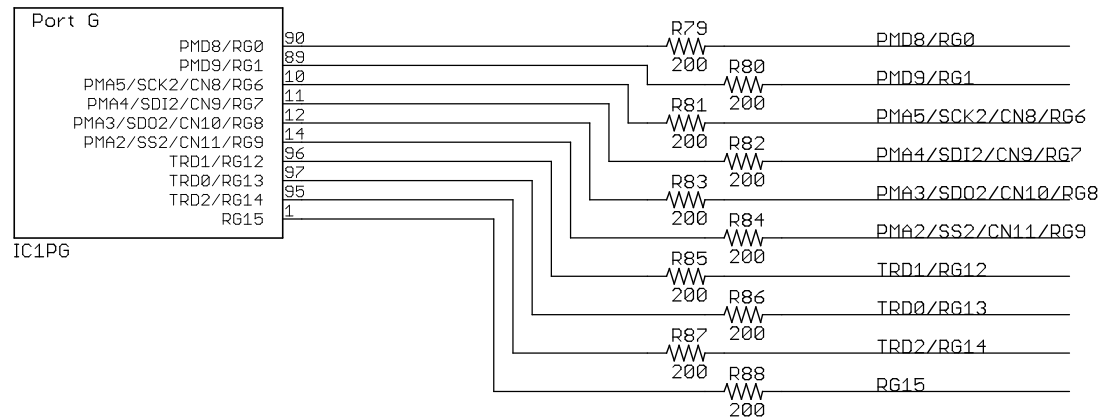 Port G
PMD8/RG0
PMD9/RG1
PMA5/SCK2/CN8/RG6
PMA4/SDI2/CN9/RG7
PMA3/SDO2/CN10/RG8
PMA2/SS2/CN11/RG9
TRD1/RG12
TRD0/RG13
TRD2/RG14
RG15
IC1PG
90
89
10
11
12
14
96
97
95
1
R79
200
PMD8/RG0
R80
200
PMD9/RG1
R81
200
PMA5/SCK2/CN8/RG6
R82
200
PMA4/SDI2/CN9/RG7
R83
200
PMA3/SDO2/CN10/RG8
R84
200
PMA2/SS2/CN11/RG9
R85
200
TRD1/RG12
R86
200
TRD0/RG13
R87
200
TRD2/RG14
R88
200
RG15